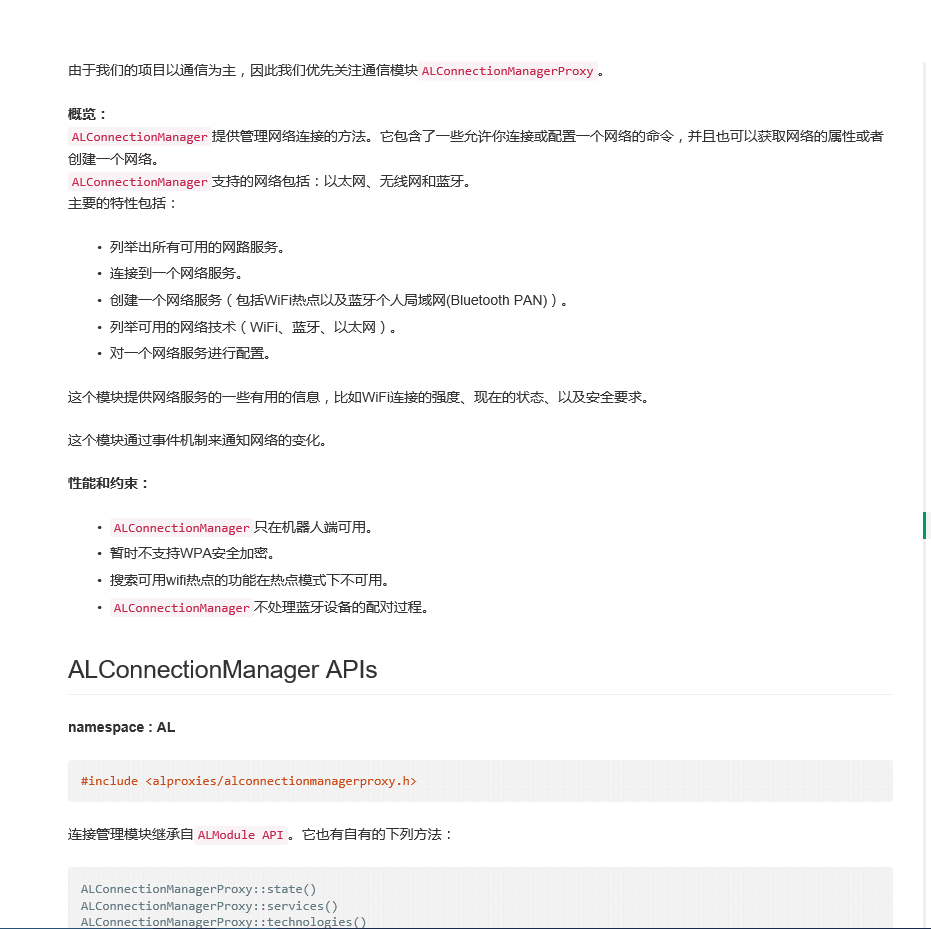 由于我们的项目以通信为主，因此我们优先关注通信模块 ALConnectionManagerProxy 。
概览：
ALConnectionManager 提供管理网络连接的方法。它包含了一些允许你连接或配置一个网络的命令，并且也可以获取网络的属性或者
创建一个网络。
ALConnectionManager 支持的网络包括：以太网、无线网和蓝牙。
主要的特性包括：
• 列举出所有可用的网路服务。
• 连接到一个网络服务。
• 创建一个网络服务（包括WiFi热点以及蓝牙个人局域网(Bluetooth PAN)）。
• 列举可用的网络技术（WiFi、蓝牙、以太网）。
• 对一个网络服务进行配置。
这个模块提供网络服务的一些有用的信息，比如WiFi连接的强度、现在的状态、以及安全要求。
这个模块通过事件机制来通知网络的变化。
性能和约束：
• ALConnectionManager 只在机器人端可用。
• 暂时不支持WPA安全加密。
• 搜索可用wifi热点的功能在热点模式下不可用。
• ALConnectionManager 不处理蓝牙设备的配对过程。
ALConnectionManager APIs
namespace : AL
#include <alproxies/alconnectionmanagerproxy.h>
连接管理模块继承自 ALModule API 。它也有自有的下列方法：
ALConnectionManagerProxy::state()
ALConnectionManagerProxy::services()
ALConnectionManagerProxy::technologies()